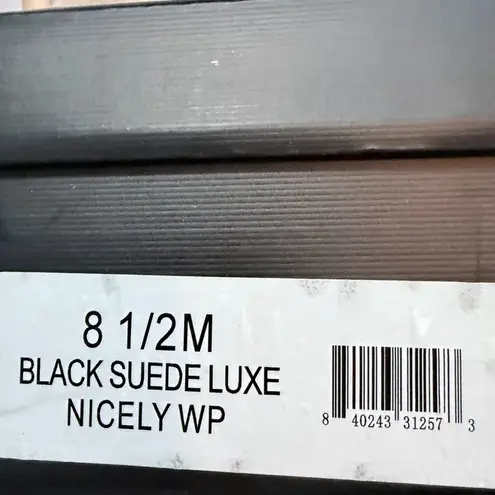 8 1/2M
BLACK SUEDE LUXE
NICELY WP
8 40243 31257 3